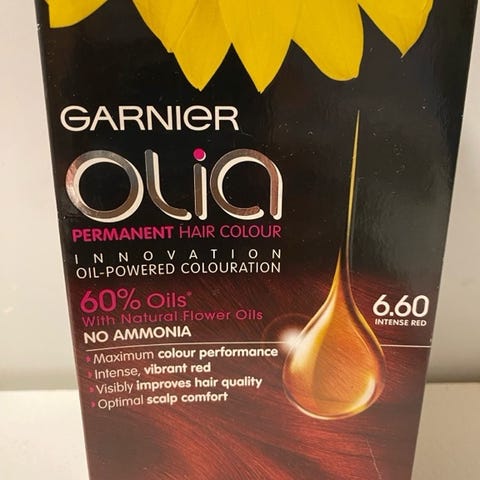 GARNIER
OLIA
PERMANENT HAIR COLOUR
INNOVATION
OIL-POWERED COLOURATION
60% Oils*
With Natural Flower Oils
NO AMMONIA
6.60
INTENSE RED
Maximum colour performance
Intense, vibrant red
Visibly improves hair quality
Optimal scalp comfort